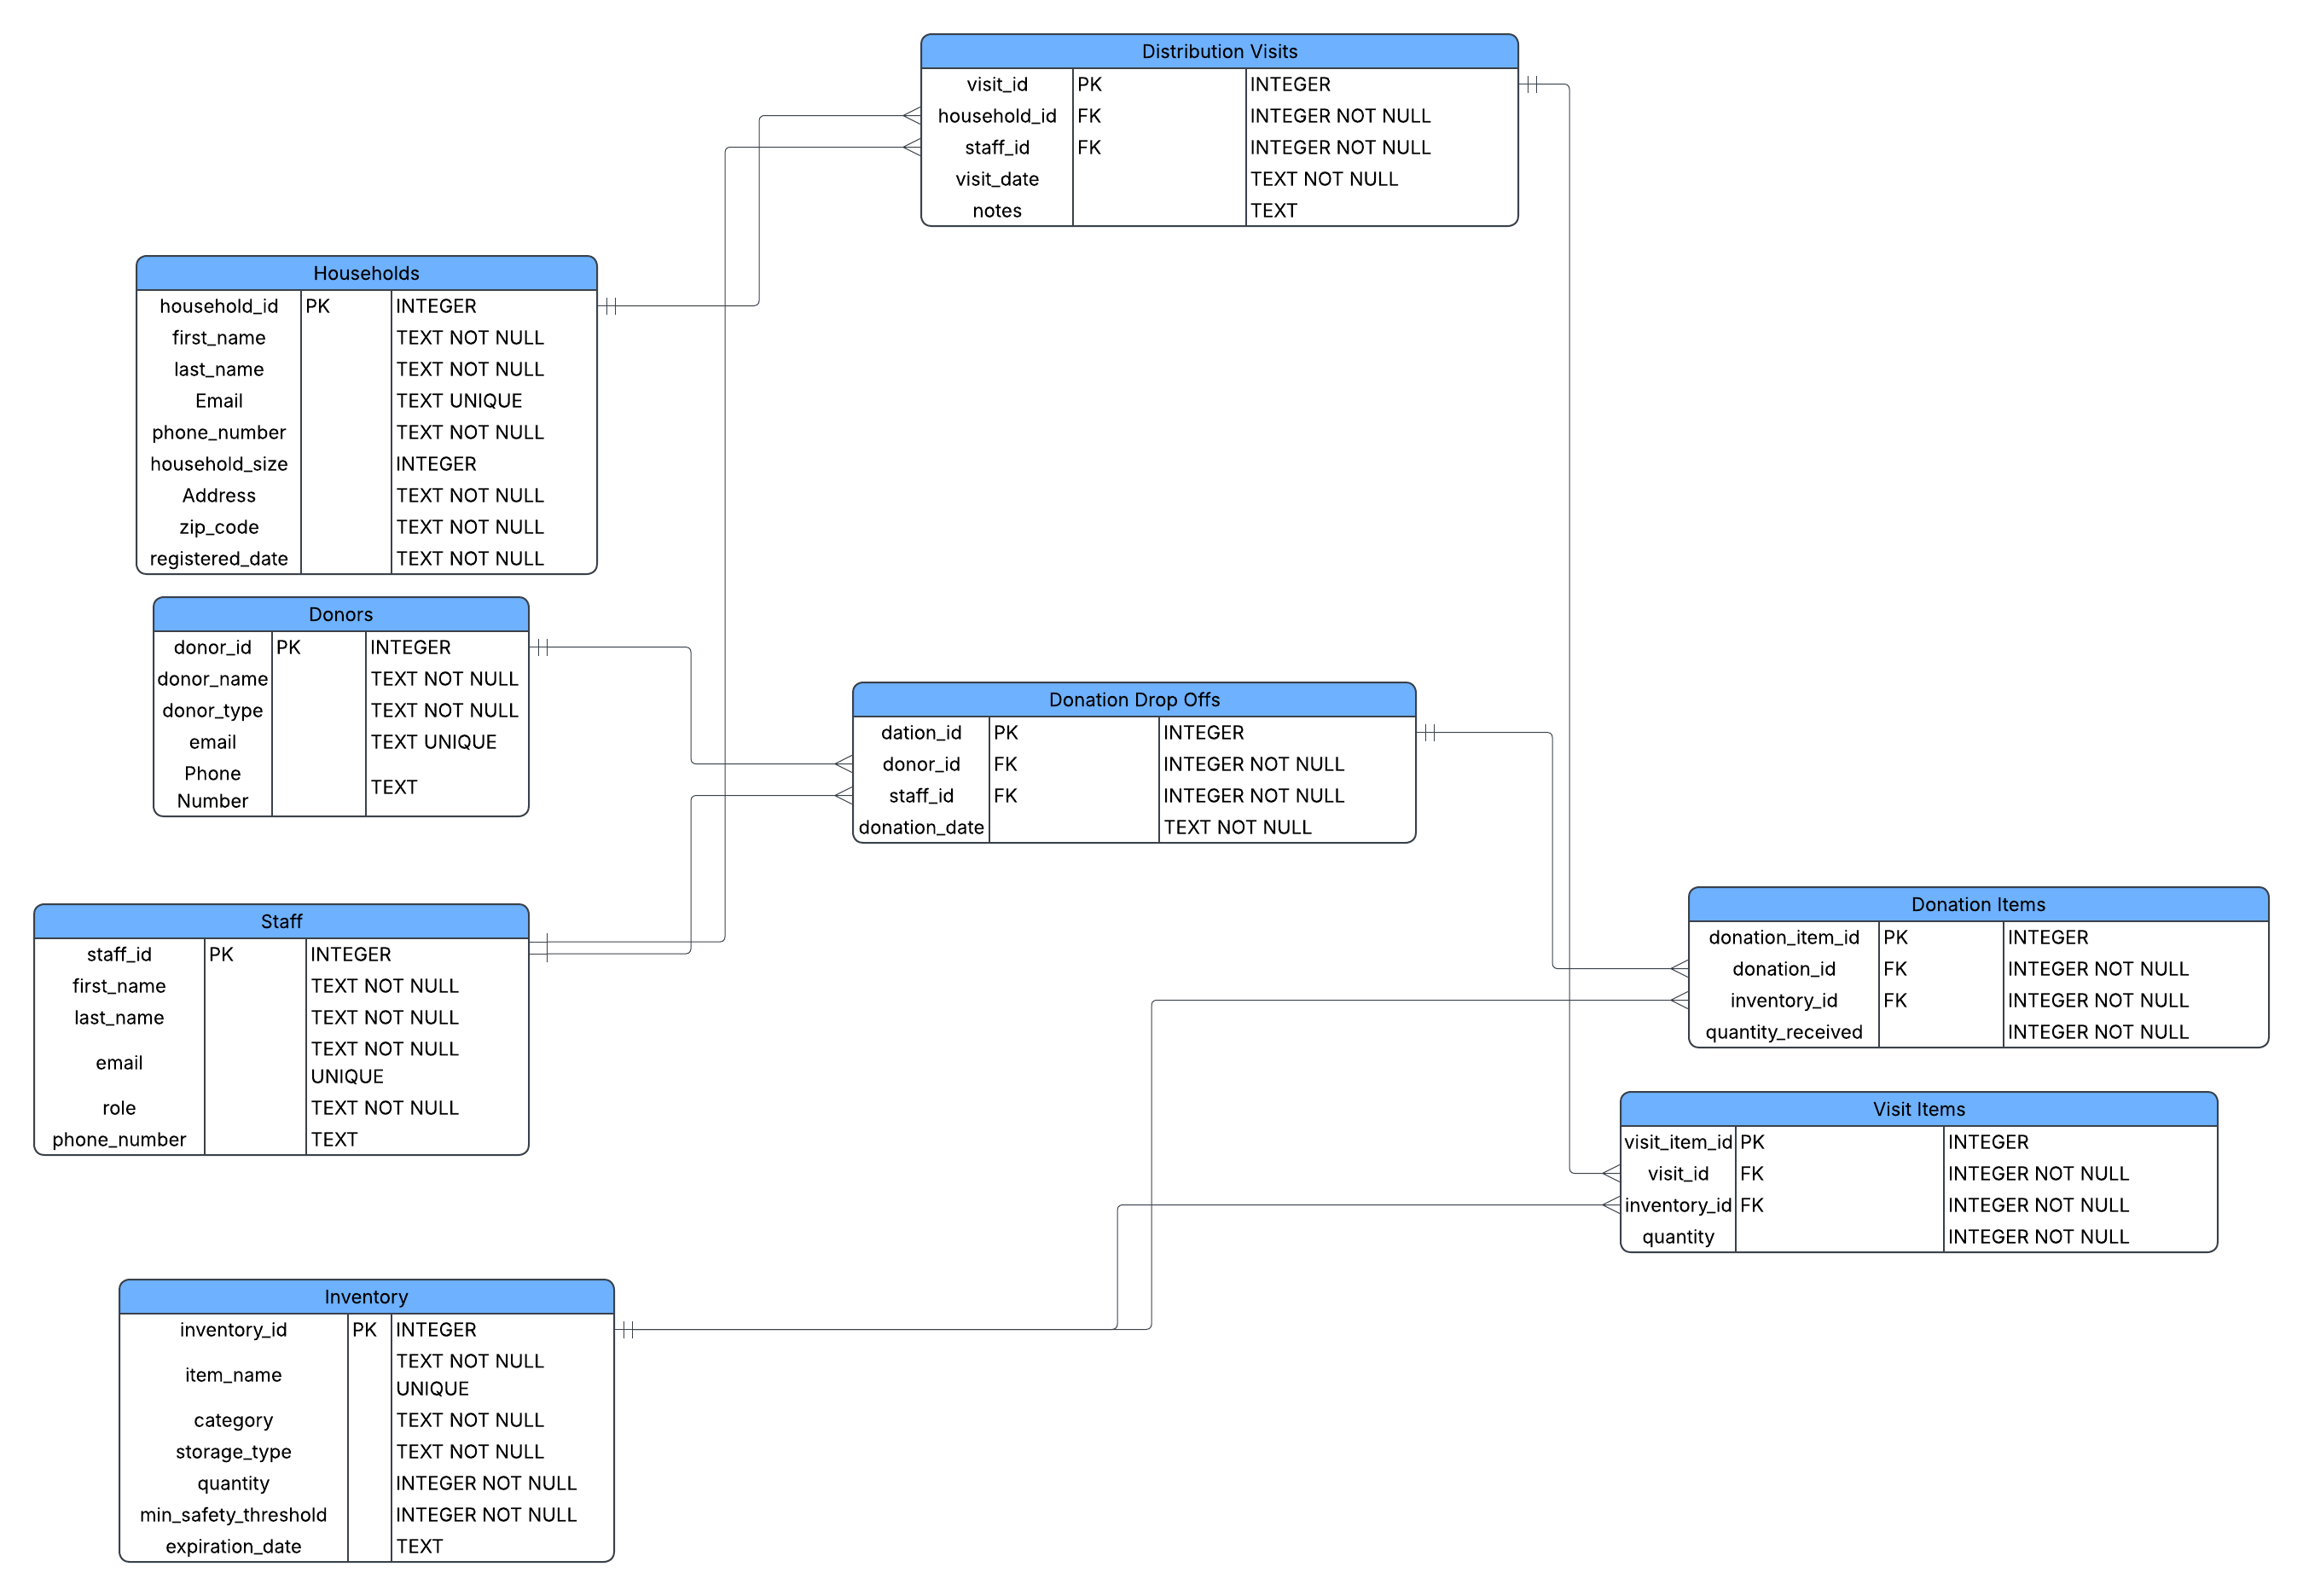 Distribution Visits
visit_id PK INTEGER
household_id FK INTEGER NOT NULL
staff_id FK INTEGER NOT NULL
visit_date TEXT NOT NULL
notes TEXT
Households
household_id PK INTEGER
first_name TEXT NOT NULL
last_name TEXT NOT NULL
Email TEXT UNIQUE
phone_number TEXT NOT NULL
household_size INTEGER
Address TEXT NOT NULL
zip_code TEXT NOT NULL
registered_date TEXT NOT NULL
Donors
donor_id PK INTEGER
donor_name TEXT NOT NULL
donor_type TEXT NOT NULL
email TEXT UNIQUE
Phone
Number TEXT
Donation Drop Offs
dation_id PK INTEGER
donor_id FK INTEGER NOT NULL
staff_id FK INTEGER NOT NULL
donation_date TEXT NOT NULL
Staff
staff_id PK INTEGER
first_name TEXT NOT NULL
last_name TEXT NOT NULL
email TEXT NOT NULL
UNIQUE
role TEXT NOT NULL
phone_number TEXT
Donation Items
donation_item_id PK INTEGER
donation_id FK INTEGER NOT NULL
inventory_id FK INTEGER NOT NULL
quantity_received INTEGER NOT NULL
Visit Items
visit_item_id PK INTEGER
visit_id FK INTEGER NOT NULL
inventory_id FK INTEGER NOT NULL
quantity INTEGER NOT NULL
Inventory
inventory_id PK INTEGER
item_name TEXT NOT NULL
UNIQUE
category TEXT NOT NULL
storage_type TEXT NOT NULL
quantity INTEGER NOT NULL
min_safety_threshold INTEGER NOT NULL
expiration_date TEXT